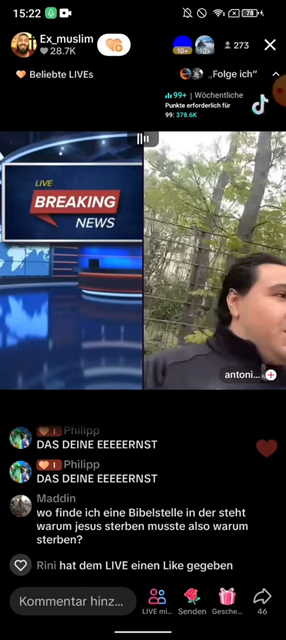 15:22
78
Ex_muslim
28.7K
10+
10+
273
Beliebte LIVEs
„Folge ich“
99+ | Wöchentliche
Punkte erforderlich für
99: 378.6K
LIVE
BREAKING
NEWS
antoni...
Philipp
DAS DEINE EEEEERNST
Philipp
DAS DEINE EEEEERNST
Maddin
wo finde ich eine Bibelstelle in der steht
warum jesus sterben musste also warum
sterben?
Rini hat dem LIVE einen Like gegeben
Kommentar hinz...
LIVE mi...
Senden
Gesche...
46